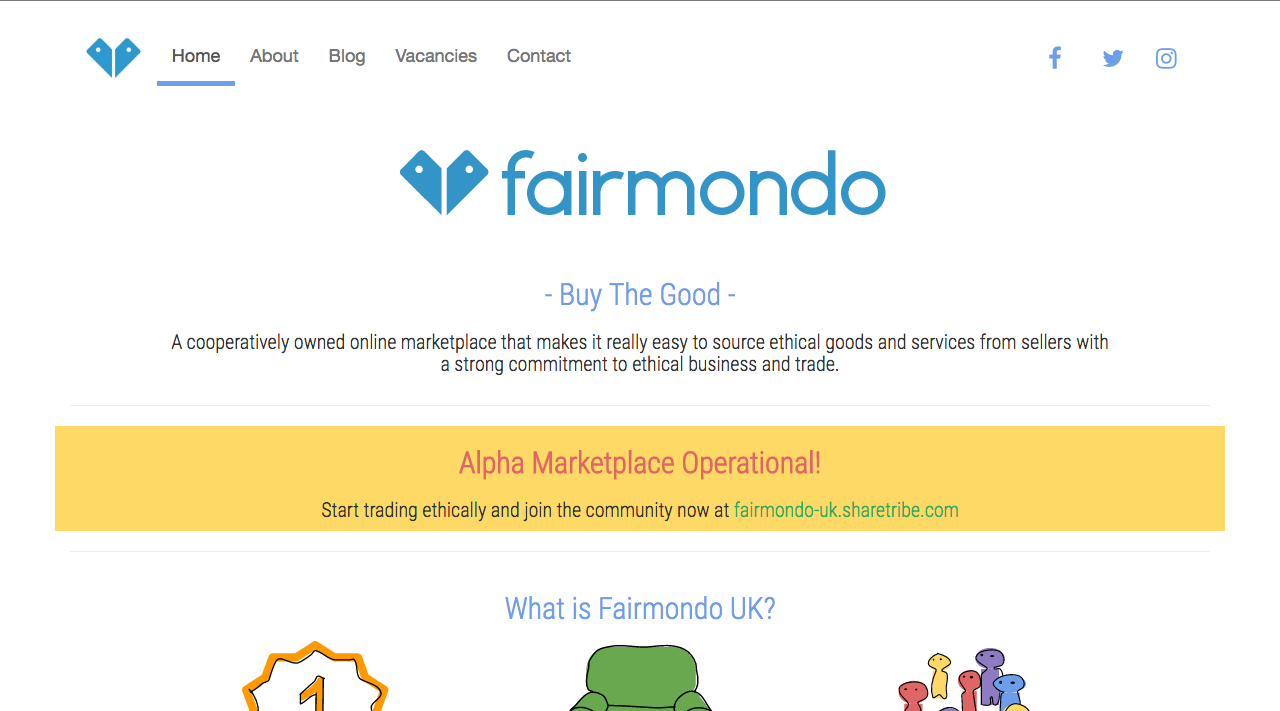 Home About Blog Vacancies Contact
fairmondo
- Buy The Good -
A cooperatively owned online marketplace that makes it really easy to source ethical goods and services from sellers with
a strong commitment to ethical business and trade.
Alpha Marketplace Operational!
Start trading ethically and join the community now at fairmondo-uk.sharetribe.com
What is Fairmondo UK?
1